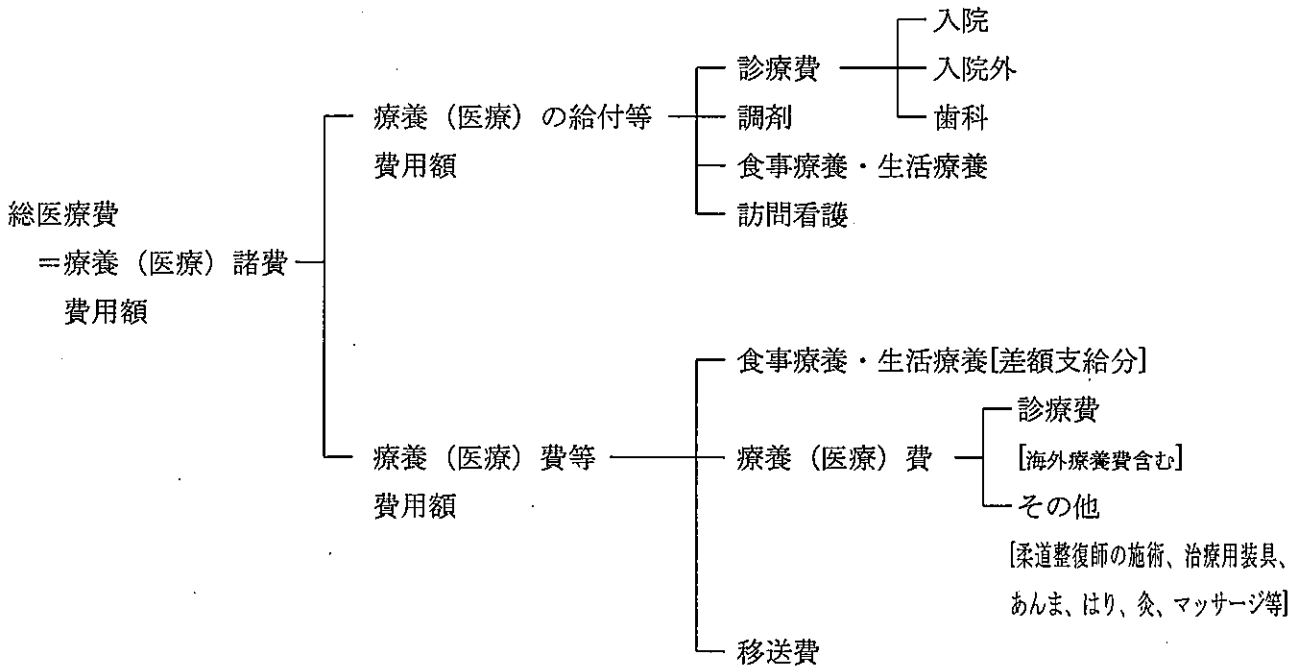 総医療費
＝療養（医療）諸費
費用額
療養（医療）の給付等
費用額
診療費
入院
入院外
歯科
調剤
食事療養・生活療養
訪問看護
療養（医療）費等
費用額
食事療養・生活療養[差額支給分]
療養（医療）費
診療費
[海外療養費含む]
その他
[柔道整復師の施術、治療用装具、
あんま、はり、灸、マッサージ等]
移送費